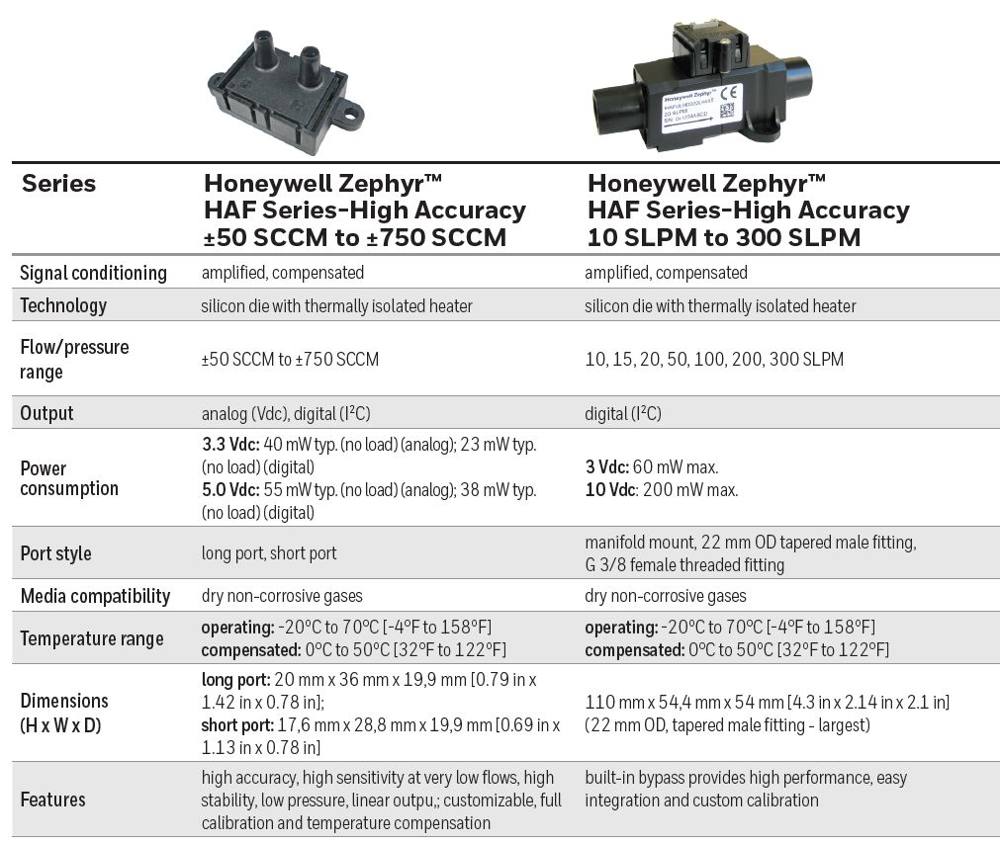 Honeywell Zephyr™
20 SLPM
Series
Honeywell Zephyr™
HAF Series-High Accuracy
±50 SCCM to ±750 SCCM
Honeywell Zephyr™
HAF Series-High Accuracy
10 SLPM to 300 SLPM
Signal conditioning
amplified, compensated
amplified, compensated
Technology
silicon die with thermally isolated heater
silicon die with thermally isolated heater
Flow/pressure
range
±50 SCCM to ±750 SCCM
10, 15, 20, 50, 100, 200, 300 SLPM
Output
analog (Vdc), digital (I²C)
digital (I²C)
Power
consumption
3.3 Vdc: 40 mW typ. (no load) (analog); 23 mW typ.
(no load) (digital)
5.0 Vdc: 55 mW typ. (no load) (analog); 38 mW typ.
(no load) (digital)
3 Vdc: 60 mW max.
10 Vdc: 200 mW max.
Port style
long port, short port
manifold mount, 22 mm OD tapered male fitting,
G 3/8 female threaded fitting
Media compatibility
dry non-corrosive gases
dry non-corrosive gases
Temperature range
operating: -20°C to 70°C [-4°F to 158°F]
compensated: 0°C to 50°C [32°F to 122°F]
operating: -20°C to 70°C [-4°F to 158°F]
compensated: 0°C to 50°C [32°F to 122°F]
Dimensions
(H x W x D)
long port: 20 mm x 36 mm x 19,9 mm [0.79 in x
1.42 in x 0.78 in];
short port: 17,6 mm x 28,8 mm x 19,9 mm [0.69 in x
1.13 in x 0.78 in]
110 mm x 54,4 mm x 54 mm [4.3 in x 2.14 in x 2.1 in]
(22 mm OD, tapered male fitting - largest)
Features
high accuracy, high sensitivity at very low flows, high
stability, low pressure, linear outpu,; customizable, full
calibration and temperature compensation
built-in bypass provides high performance, easy
integration and custom calibration